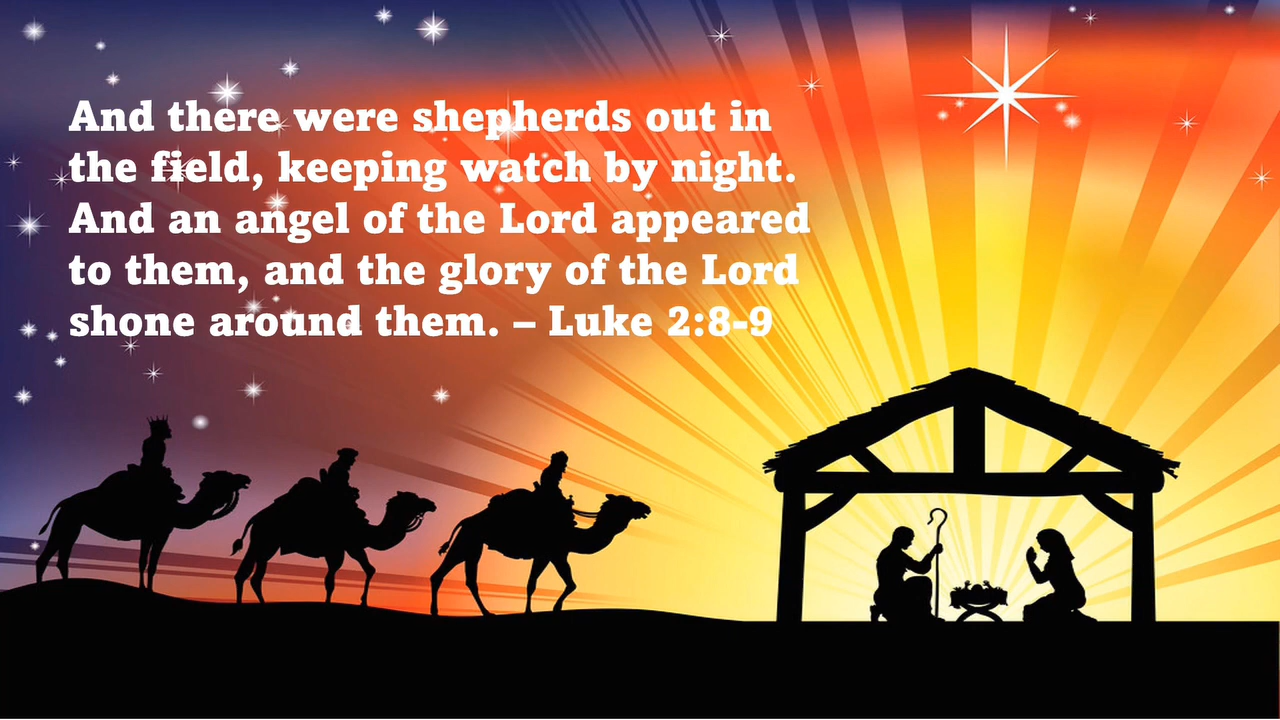 And there were shepherds out in
the field, keeping watch by night.
And an angel of the Lord appeared
to them, and the glory of the Lord
shone around them. – Luke 2:8-9